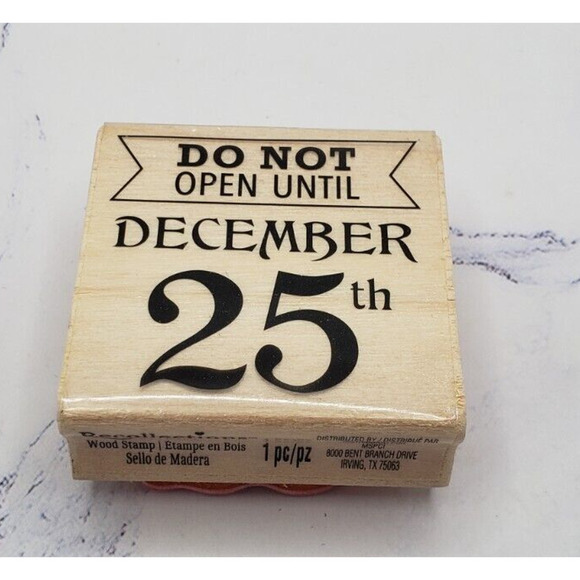 DO NOT
OPEN UNTIL
DECEMBER
25th
Recollections
Wood Stamp | Etampe en Bois
Sello de Madera
1 pc/pz
DISTRIBUTED BY / DISTRIBUÉ PAR
MSPCI
8000 BENT BRANCH DRIVE
IRVING, TX 75063